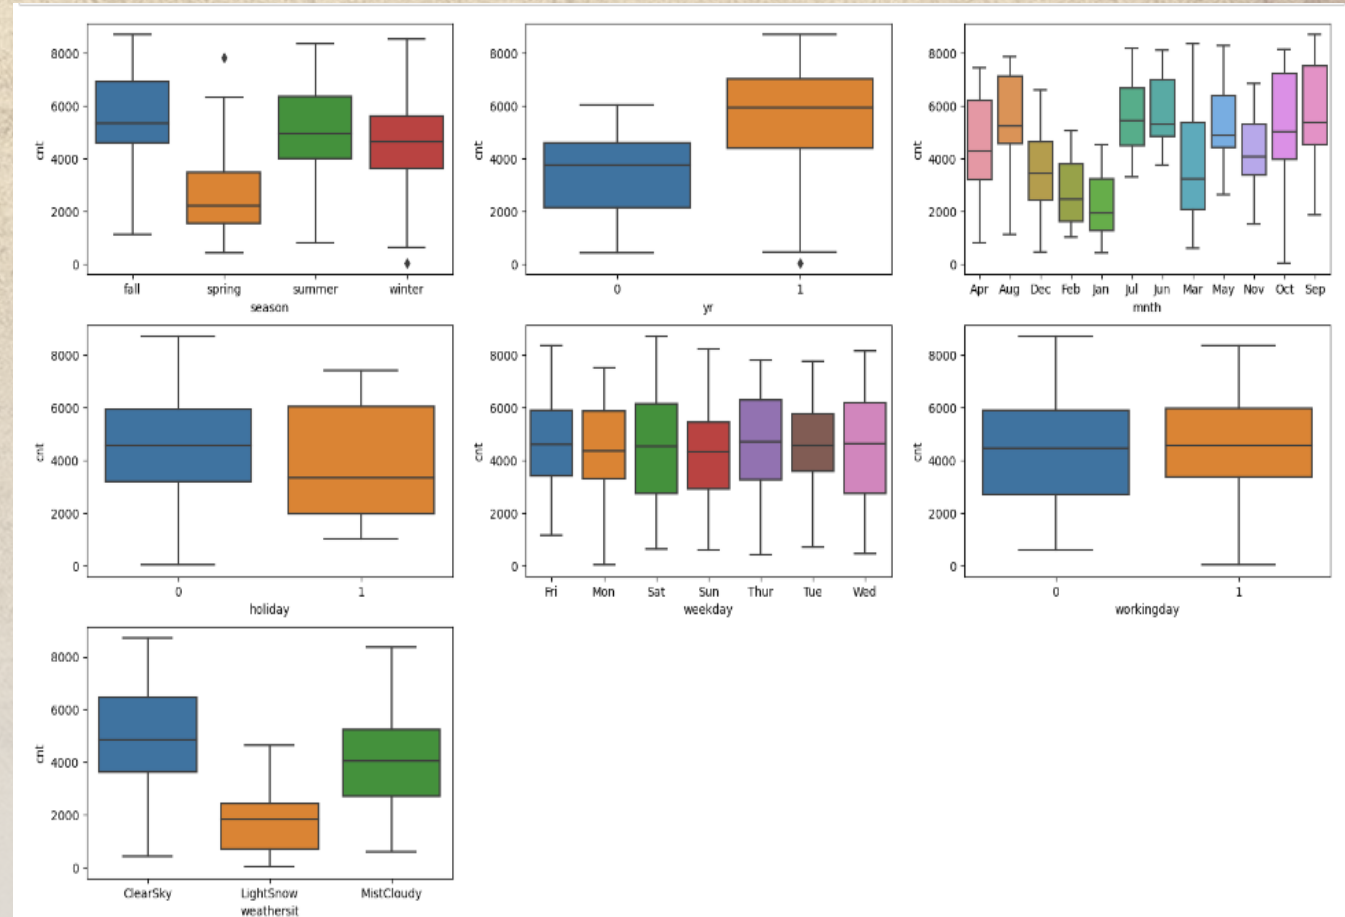 8000
6000
4000
2000
0
cnt
fall spring summer winter
season
8000
6000
4000
2000
0
cnt
0 1
yr
8000
6000
4000
2000
0
cnt
Apr Aug Dec Feb Jan Jul Jun Mar May Nov Oct Sep
mnth
8000
6000
4000
2000
0
cnt
0 1
holiday
8000
6000
4000
2000
0
cnt
Fri Mon Sat Sun Thur Tue Wed
weekday
8000
6000
4000
2000
0
cnt
0 1
workingday
8000
6000
4000
2000
0
cnt
ClearSky LightSnow MistCloudy
weathersit